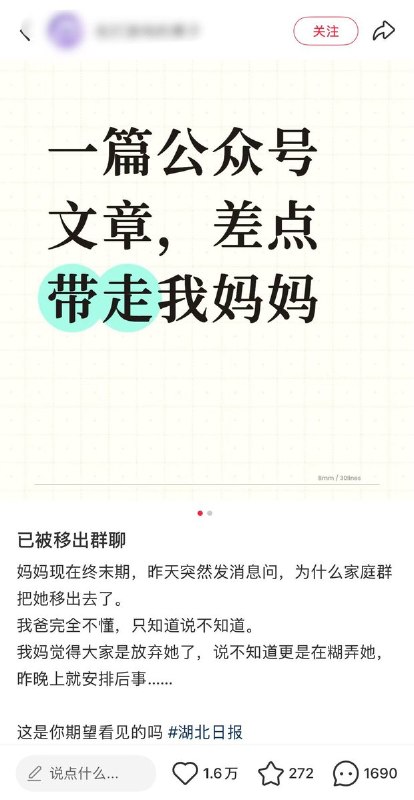 关注
一篇公众号
文章，差点
带走我妈妈
已被移出群聊
妈妈现在终末期，昨天突然发消息问，为什么家庭群
把她移出去了。
我爸完全不懂，只知道说不知道。
我妈觉得大家是放弃她了，说不知道更是在糊弄她，
昨晚上就安排后事......
这是你期望看见的吗 #湖北日报
说点什么...
1.6万
272
1690